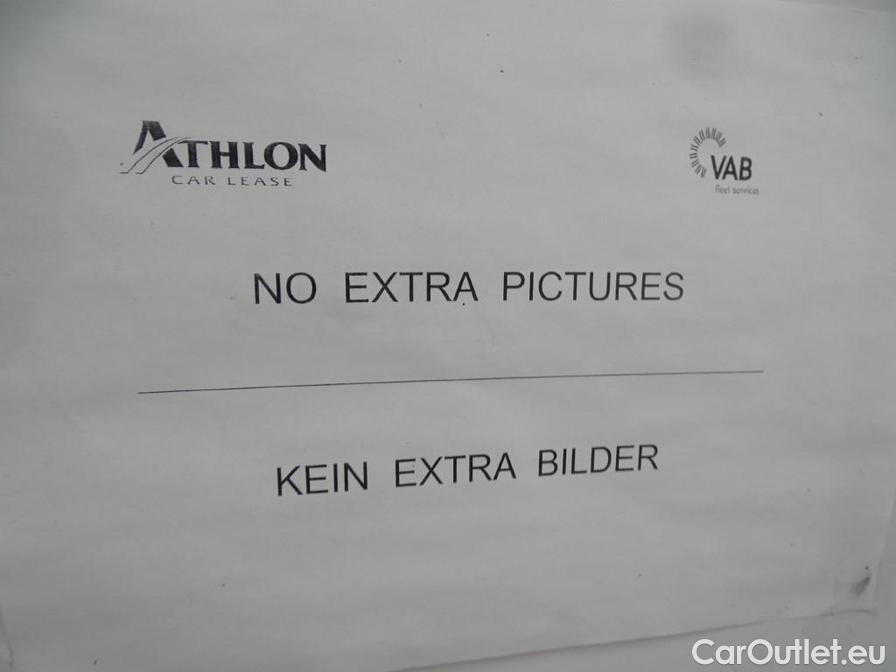 ATHLON
CAR LEASE
VAB
fleet services
NO EXTRA PICTURES
KEIN EXTRA BILDER
CarOutlet.eu